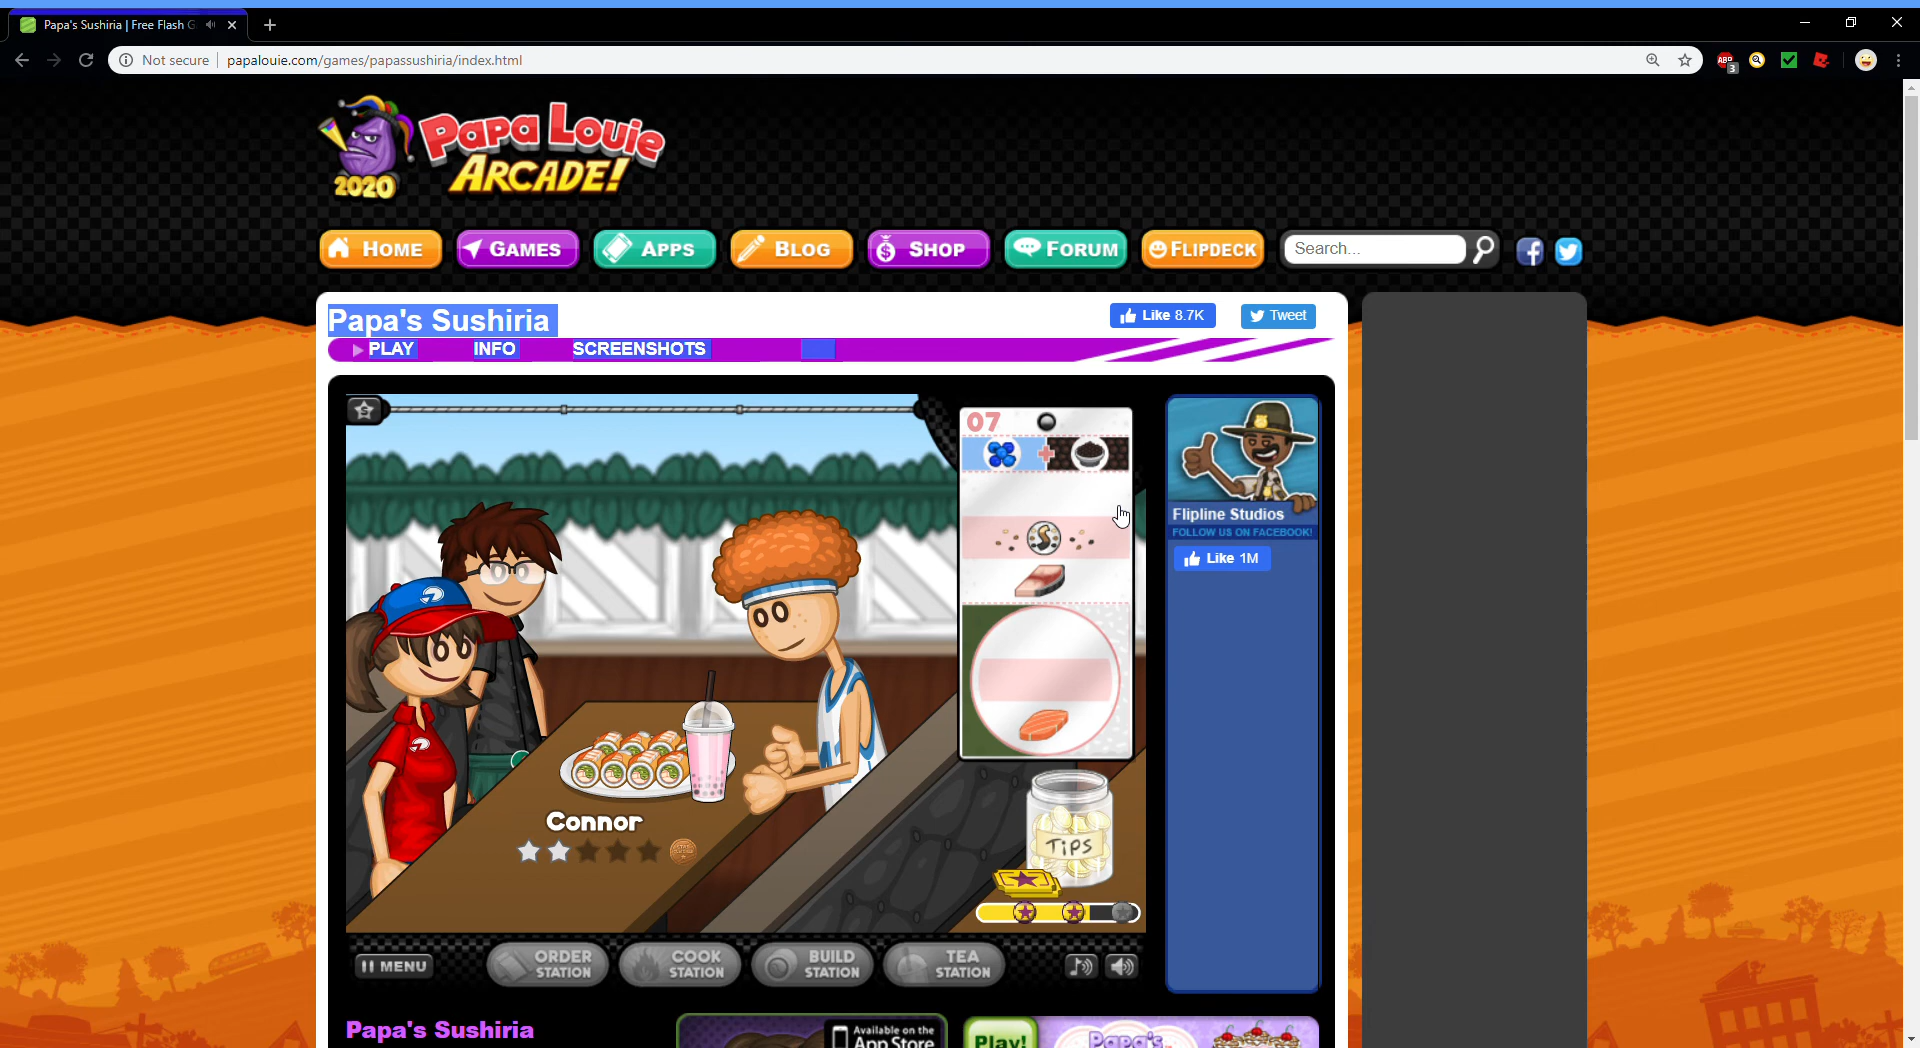 Papa's Sushiria | Free Flash G
Not secure
papalouie.com/games/papassushiria/index.html
ABP
3
Papa Louie
ARCADE!
2020
HOME
GAMES
APPS
BLOG
SHOP
FORUM
FLIPDECK
Search...
Papa's Sushiria
Like 8.7K
Tweet
PLAY
INFO
SCREENSHOTS
07
Flipline Studios
FOLLOW US ON FACEBOOK!
Like 1M
Connor
TIPS
MENU
ORDER
STATION
COOK
STATION
BUILD
STATION
TEA
STATION
Papa's Sushiria
Available on the
App Store
Play!
Papa's